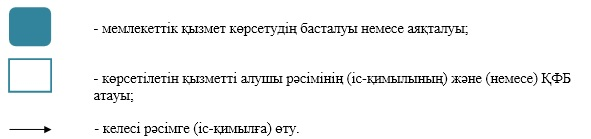 - мемлекеттік қызмет көрсетудің басталуы немесе аяқталуы;
- көрсетілетін қызметті алушы рәсімінің (іс-қимылының) және (немесе) ҚФБ
атауы;
- келесі рәсімге (іс-қимылға) өту.